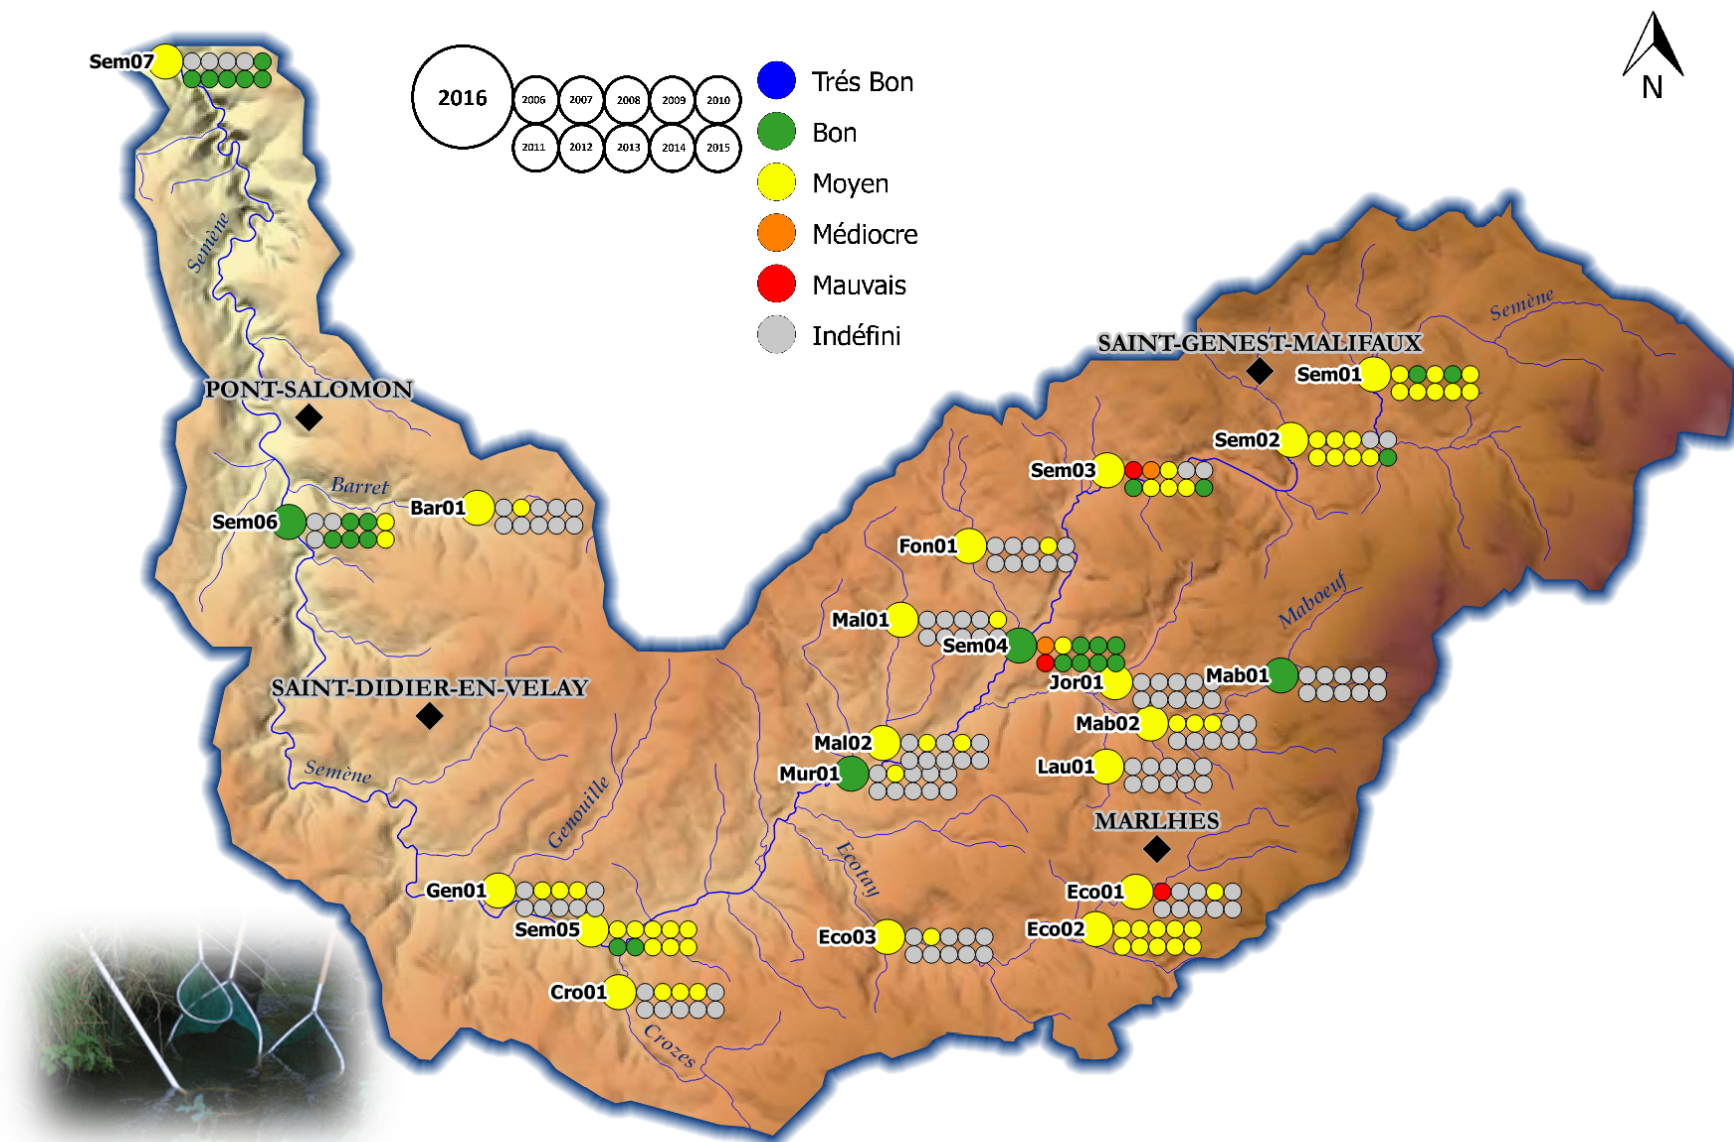 Sem07
2016
2006
2007
2008
2009
2010
2011
2012
2013
2014
2015
Trés Bon
Bon
Moyen
Médiocre
Mauvais
Indéfini
N
Semène
Semène
SAINT-GENEST-MALIFAUX
Sem01
PONT-SALOMON
Sem02
Sem03
Barret
Bar01
Sem06
Fon01
Maboeuf
Mal01
Sem04
Jor01
Mab01
SAINT-DIDIER-EN-VELAY
Mab02
Mal02
Mur01
Lau01
Semène
Genouille
MARLHES
Ecotay
Gen01
Eco01
Sem05
Eco03
Eco02
Cro01
Crozes